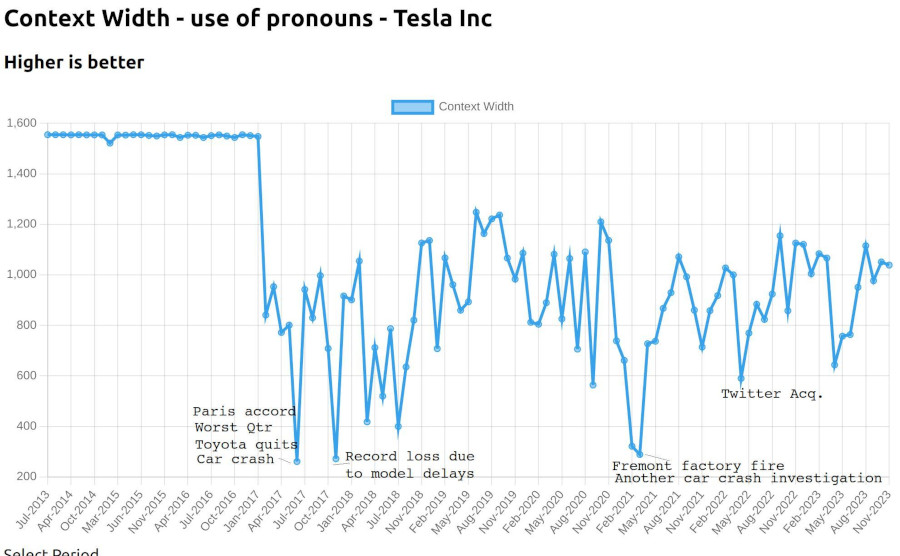 Context Width - use of pronouns - Tesla Inc
Higher is better
Context Width
1,600
1,400
1,200
1,000
800
600
400
200
Paris accord
Worst Qtr
Toyota quits
Car crash
Record loss due
to model delays
Twitter Acq.
Fremont factory fire
Another car crash investigation
Jul-2013
Apr-2014
Oct-2014
Mar-2015
Jun-2015
Nov-2015
Apr-2016
Jul-2016
Oct-2016
Jan-2017
Apr-2017
Jul-2017
Oct-2017
Jan-2018
Apr-2018
Jul-2018
Nov-2018
Feb-2019
May-2019
Aug-2019
Nov-2019
Feb-2020
May-2020
Aug-2020
Nov-2020
Feb-2021
May-2021
Aug-2021
Nov-2021
Feb-2022
May-2022
Aug-2022
Nov-2022
Feb-2023
May-2023
Aug-2023
Nov-2023
Select Period